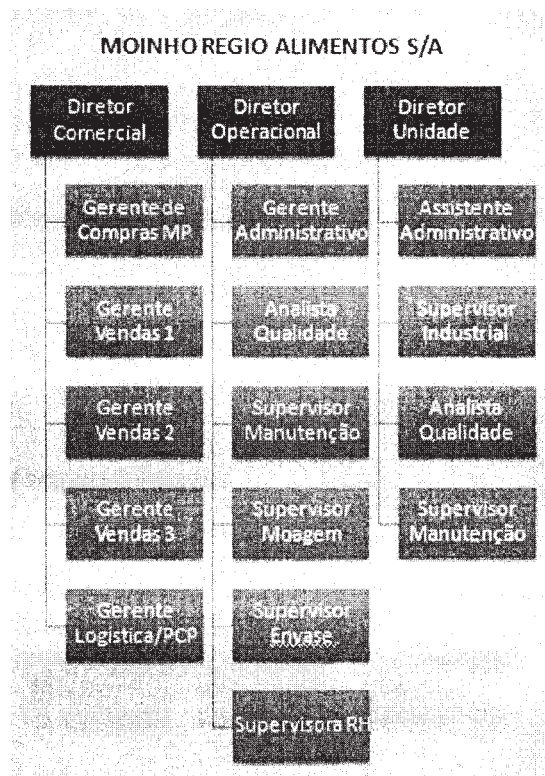 MOINHO REGIO ALIMENTOS S/A
Diretor
Comercial
Gerente de
Compras MP
Gerente
Vendas 1
Gerente
Vendas 2
Gerente
Vendas 3
Gerente
Logistica/PCP
Diretor
Operacional
Gerente
Administrativo
Analista
Qualidade
Supervisor
Manutenção
Supervisor
Moagem
Supervisor
Envase
Supervisora RH
Diretor
Unidade
Assistente
Administrativo
Supervisor
Industrial
Analista
Qualidade
Supervisor
Manutenção